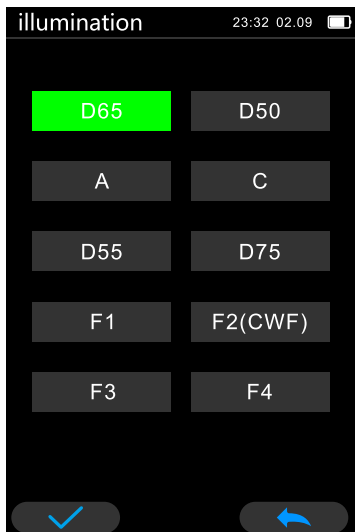 illumination 23:32 02.09
D65 D50
A C
D55 D75
F1 F2(CWF)
F3 F4